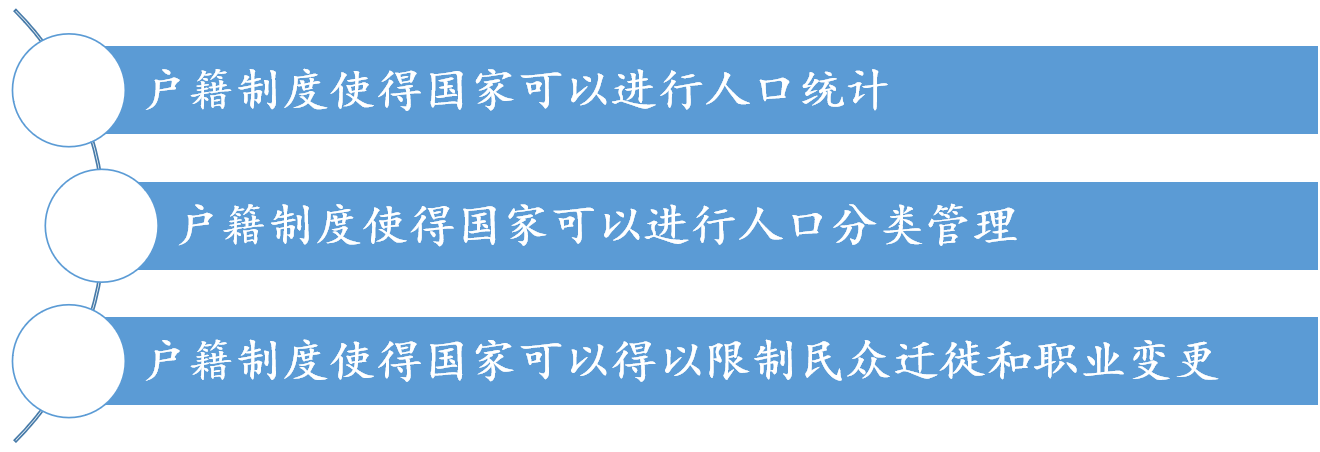 户籍制度使得国家可以进行人口统计
户籍制度使得国家可以进行人口分类管理
户籍制度使得国家可以得以限制民众迁徙和职业变更